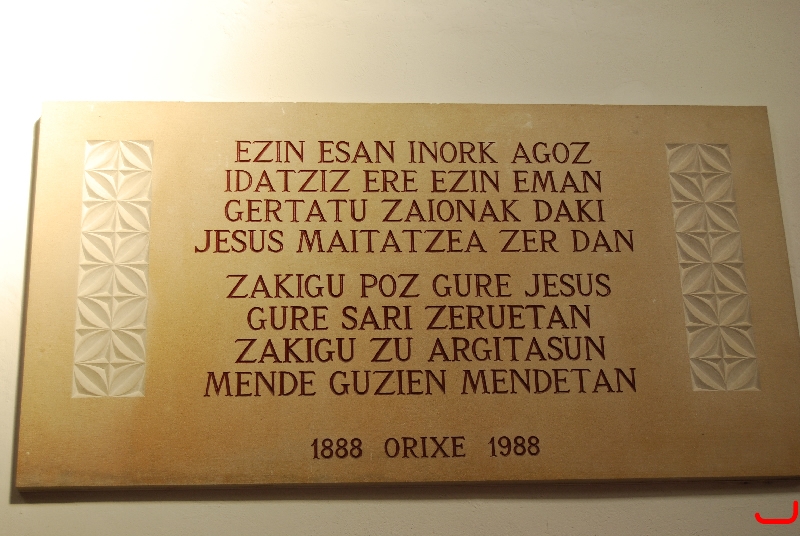 EZIN ESAN INORK AGOZ
IDATZIZ ERE EZIN EMAN
GERTATU ZAIONAK DAKI
JESUS MAITATZEA ZER DAN
ZAKIGU POZ GURE JESUS
GURE SARI ZERUETAN
ZAKIGU ZU ARGITASUN
MENDE GUZIEN MENDETAN
1888 ORIXE 1988